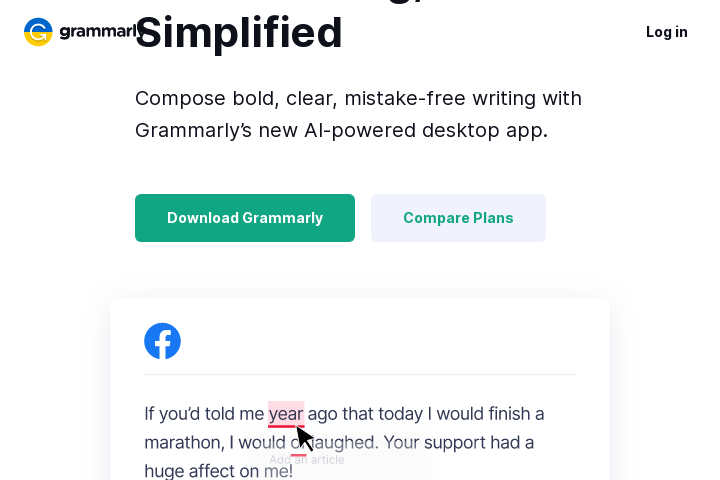 grammarly
Simplified
Log in
Compose bold, clear, mistake-free writing with
Grammarly's new AI-powered desktop app.
Download Grammarly
Compare Plans
If you'd told me year ago that today I would finish a
marathon, I would of laughed. Your support had a
huge affect on me!
Add an article